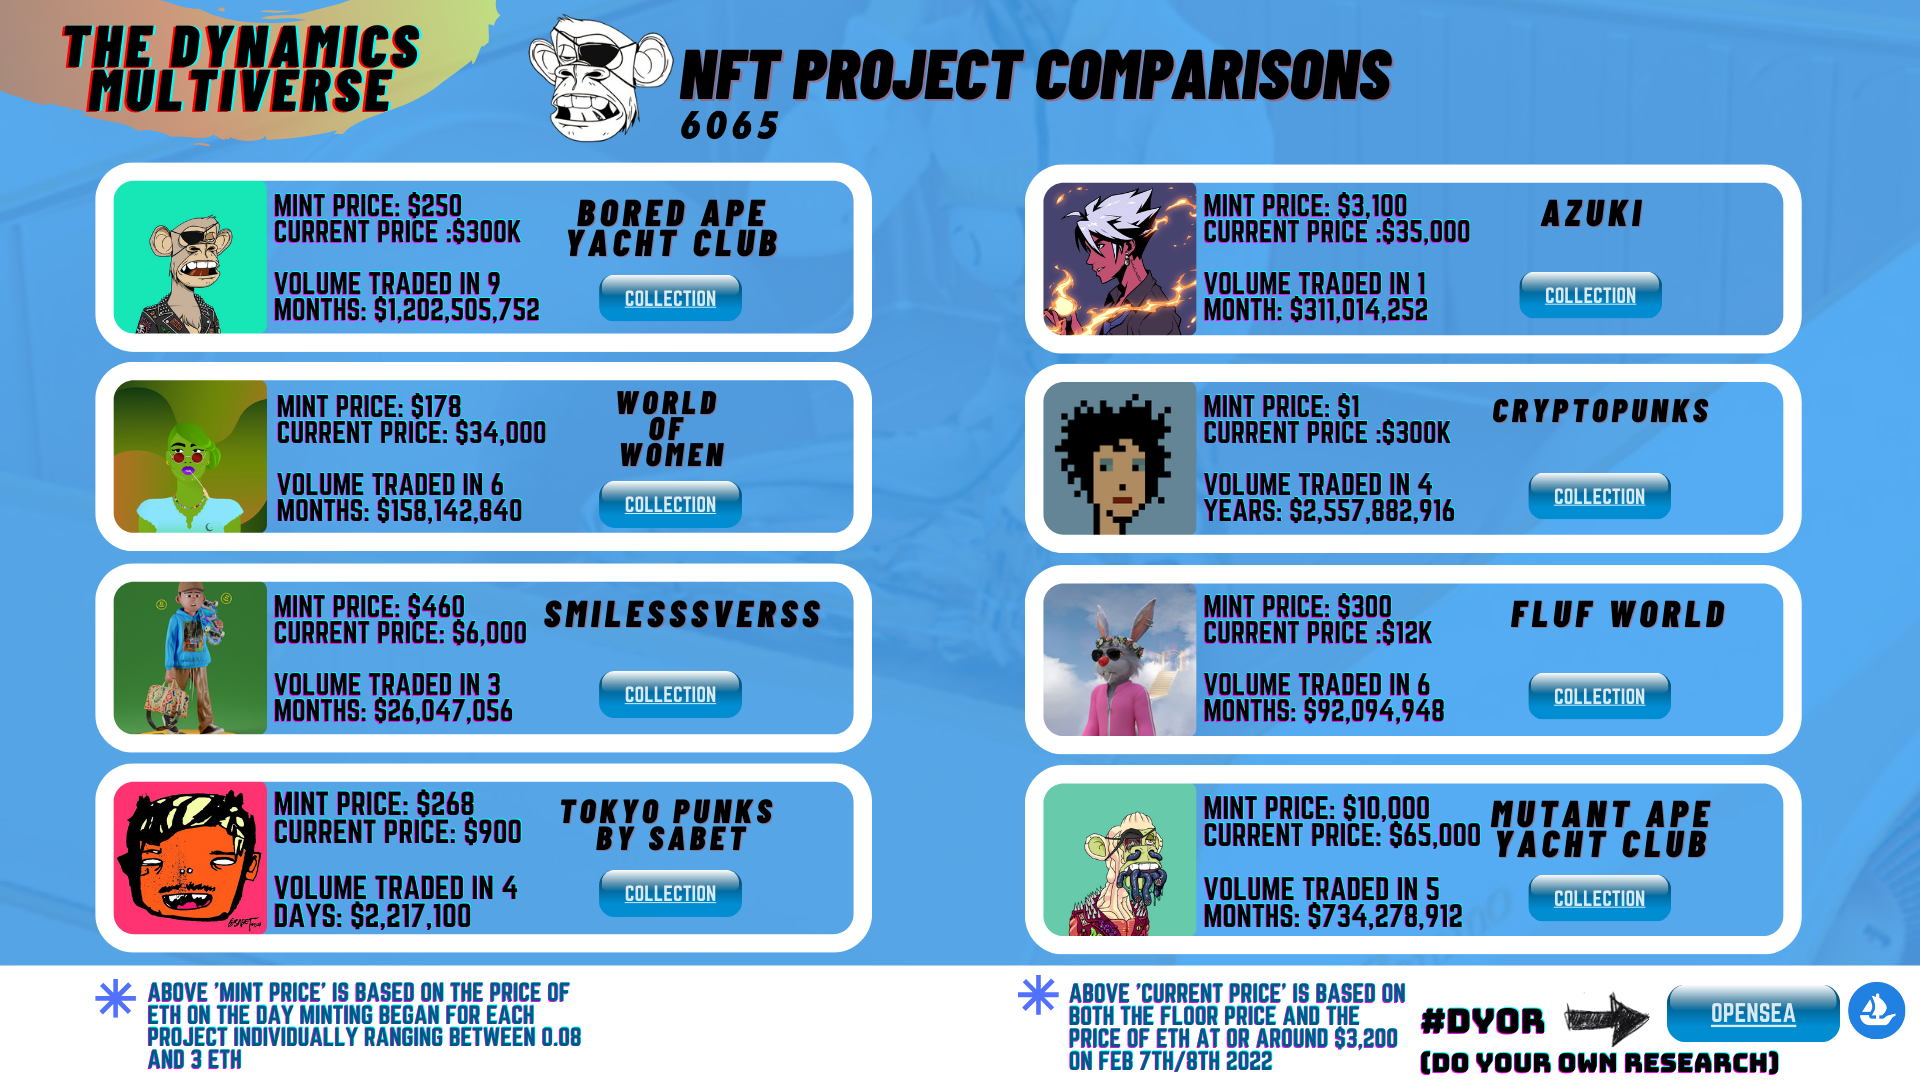 THE DYNAMICS
MULTIVERSE
NFT PROJECT COMPARISONS
6065
MINT PRICE: $250
CURRENT PRICE :$300K
VOLUME TRADED IN 9
MONTHS: $1,202,505,752
BORED APE
YACHT CLUB
COLLECTION
MINT PRICE: $3,100
CURRENT PRICE :$35,000
VOLUME TRADED IN 1
MONTH: $311,014,252
AZUKI
COLLECTION
MINT PRICE: $178
CURRENT PRICE: $34,000
VOLUME TRADED IN 6
MONTHS: $158,142,840
WORLD
OF
WOMEN
COLLECTION
MINT PRICE: $1
CURRENT PRICE :$300K
VOLUME TRADED IN 4
YEARS: $2,557,882,916
CRYPTOPUNKS
COLLECTION
MINT PRICE: $460
CURRENT PRICE: $6,000
VOLUME TRADED IN 3
MONTHS: $26,047,056
SMILESSSVERSS
COLLECTION
MINT PRICE: $300
CURRENT PRICE :$12K
VOLUME TRADED IN 6
MONTHS: $92,094,948
FLUF WORLD
COLLECTION
MINT PRICE: $268
CURRENT PRICE: $900
VOLUME TRADED IN 4
DAYS: $2,217,100
TOKYO PUNKS
BY SABET
COLLECTION
MINT PRICE: $10,000
CURRENT PRICE: $65,000
VOLUME TRADED IN 5
MONTHS: $734,278,912
MUTANT APE
YACHT CLUB
COLLECTION
ABOVE 'MINT PRICE' IS BASED ON THE PRICE OF
ETH ON THE DAY MINTING BEGAN FOR EACH
PROJECT INDIVIDUALLY RANGING BETWEEN 0.08
AND 3 ETH
ABOVE 'CURRENT PRICE' IS BASED ON
BOTH THE FLOOR PRICE AND THE
PRICE OF ETH AT OR AROUND $3,200
ON FEB 7TH/8TH 2022
#DYOR
(DO YOUR OWN RESEARCH)
OPENSEA